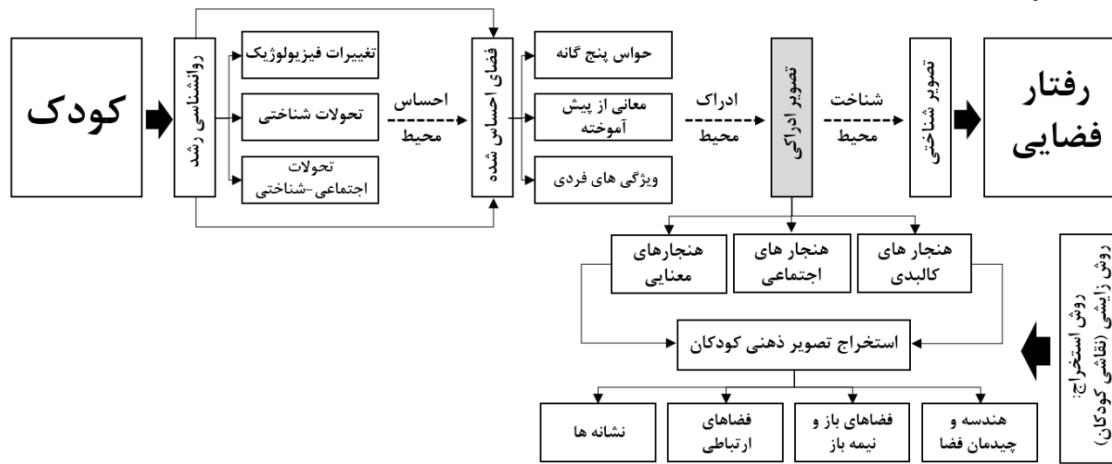 کودک
روانشناسی رشد
تغییرات فیزیولوژیک
تحولات شناختی
تحولات
اجتماعی–شناختی
احساس
محیط
فضای احساس شده
حواس پنج گانه
معانی از پیش
آموخته
ویژگی های فردی
ادراک
محیط
تصویر ادراکی
شناخت
محیط
تصویر شناختی
رفتار
فضایی
هنجارهای
معنایی
هنجار های
اجتماعی
هنجار های
کالبدی
استخراج تصویر ذهنی کودکان
نشانه ها
فضاهای
ارتباطی
فضاهای باز و
نیمه باز
هندسه و
چیدمان فضا
روش استخراج:
روش زایشی (نقاشی کودکان)